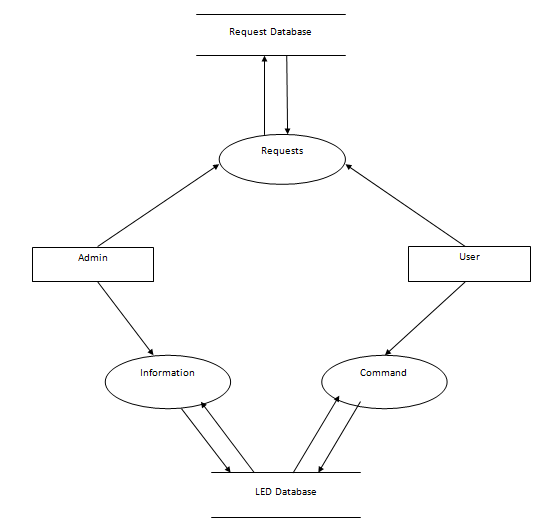 Request Database
Requests
Admin
User
Information
Command
LED Database